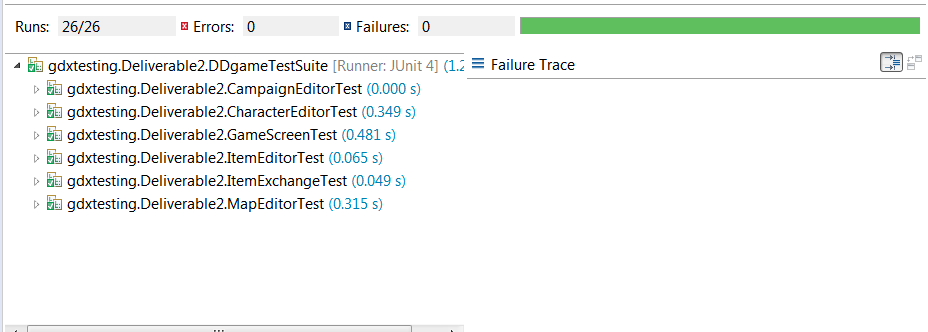 Runs: 26/26 Errors: 0 Failures: 0
gdxtesting.Deliverable2.DDgameTestSuite [Runner: JUnit 4] (1.2
Failure Trace
gdxtesting.Deliverable2.CampaignEditorTest (0.000 s)
gdxtesting.Deliverable2.CharacterEditorTest (0.349 s)
gdxtesting.Deliverable2.GameScreenTest (0.481 s)
gdxtesting.Deliverable2.ItemEditorTest (0.065 s)
gdxtesting.Deliverable2.ItemExchangeTest (0.049 s)
gdxtesting.Deliverable2.MapEditorTest (0.315 s)